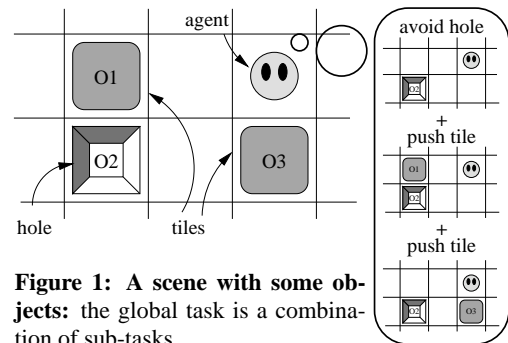 agent
O1
O2
O3
hole
tiles
Figure 1: A scene with some ob-
jects: the global task is a combina-
tion of sub-tasks
avoid hole
O2
+
push tile
O1
O2
+
push tile
O2
O3